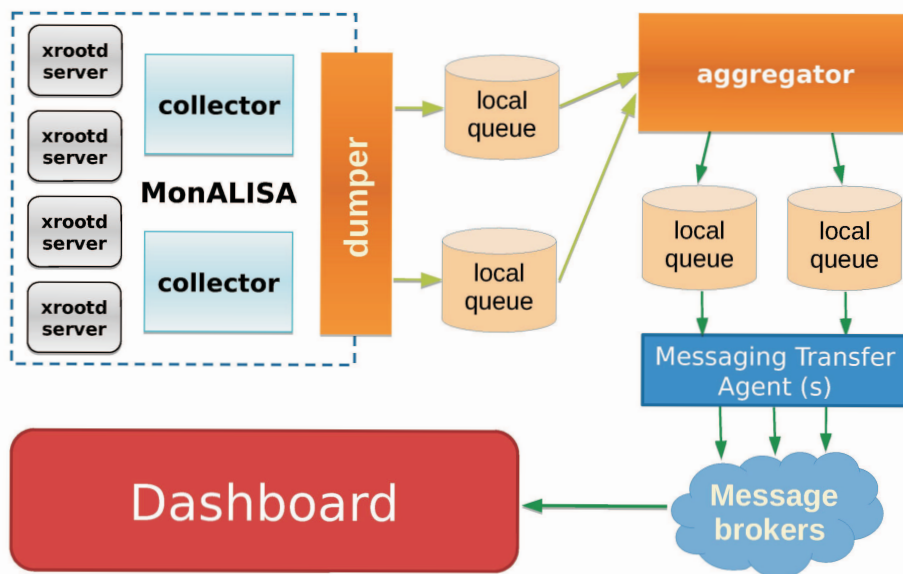 xrootd
server
xrootd
server
xrootd
server
xrootd
server
collector
MonALISA
collector
dumper
local
queue
local
queue
aggregator
local
queue
local
queue
Messaging Transfer
Agent (s)
Message
brokers
Dashboard